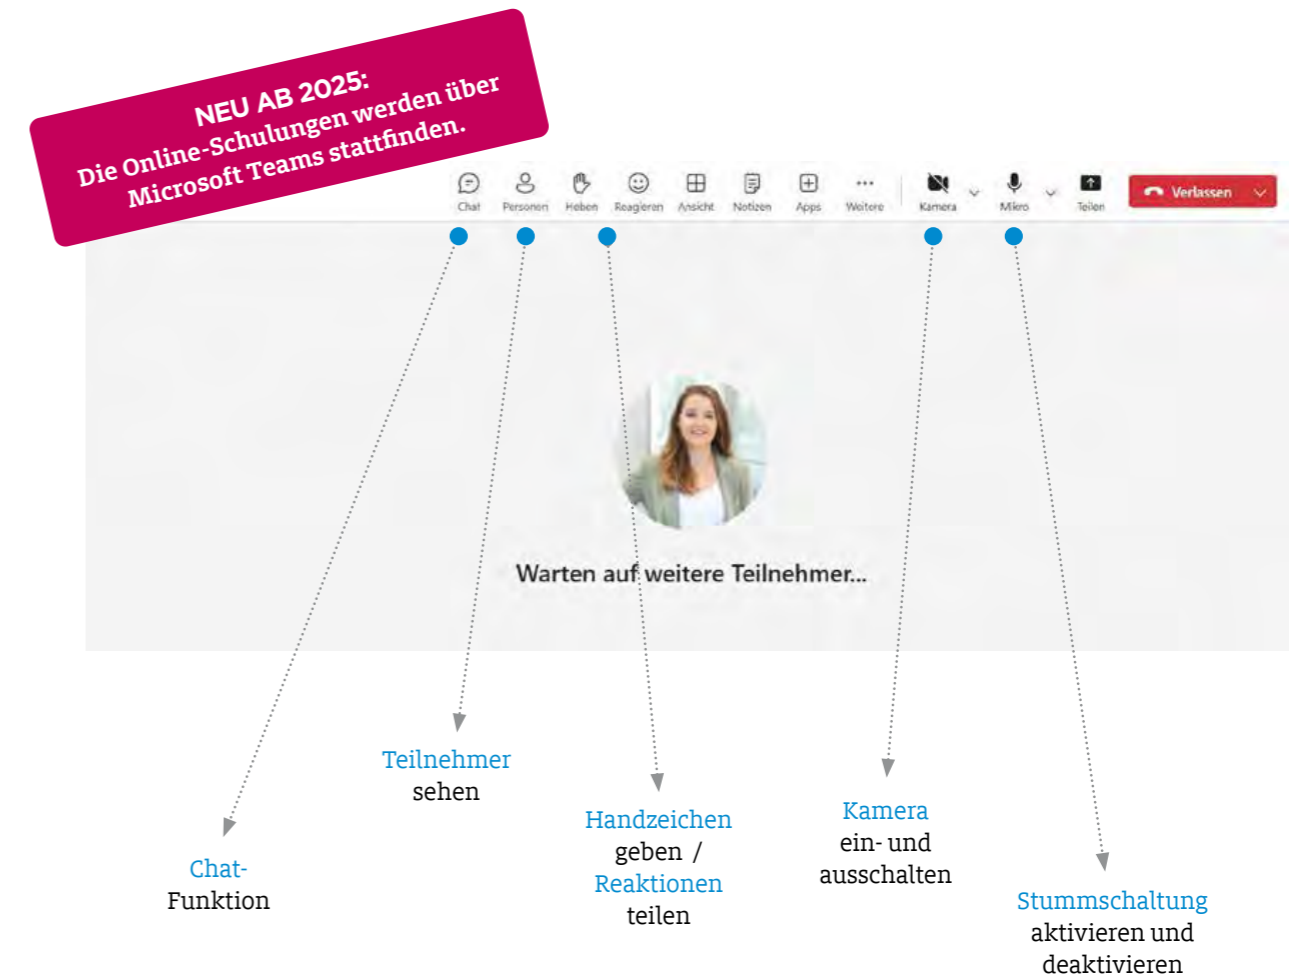 NEU AB 2025:
Die Online-Schulungen werden über
Microsoft Teams stattfinden.
Chat
Personen
Heben
Reagieren
Ansicht
Notizen
Apps
Weitere
Kamera
Mikro
Teilen
Verlassen
Warten auf weitere Teilnehmer...
Teilnehmer
sehen
Handzeichen
geben /
Reaktionen
teilen
Kamera
ein- und
ausschalten
Chat-
Funktion
Stummschaltung
aktivieren und
deaktivieren